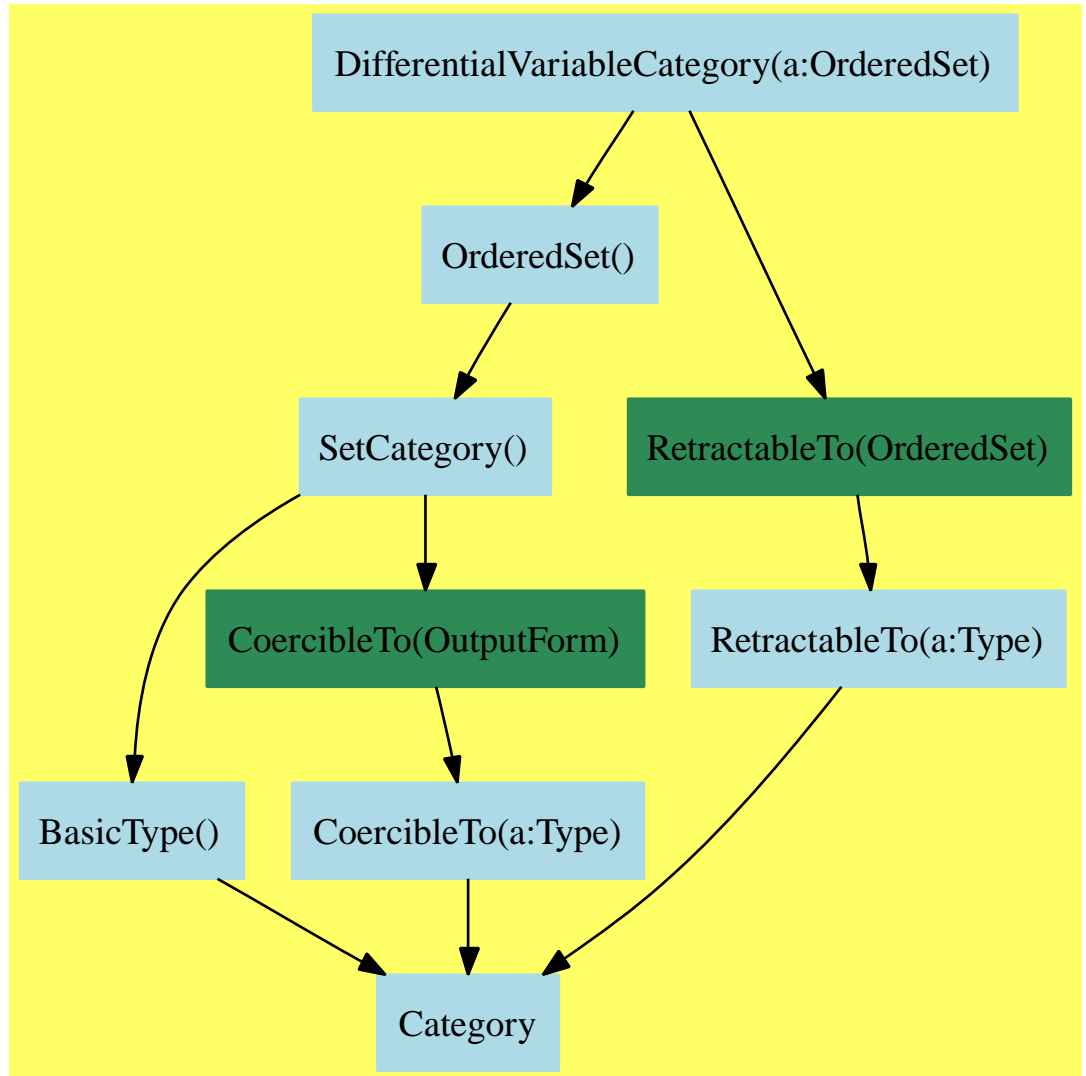 DifferentialVariableCategory(a:OrderedSet)
OrderedSet()
SetCategory()
RetractableTo(OrderedSet)
CoercibleTo(OutputForm)
RetractableTo(a:Type)
BasicType()
CoercibleTo(a:Type)
Category